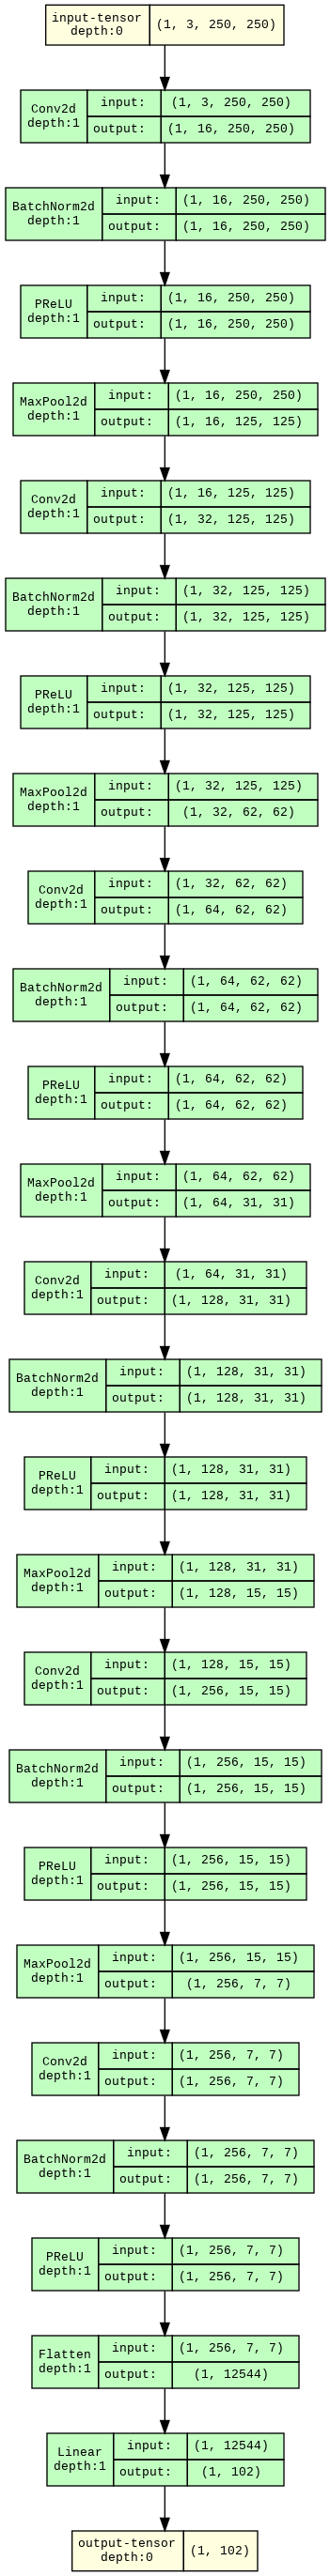 input-tensor
depth:0
(1, 3, 250, 250)
Conv2d
depth:1
input: (1, 3, 250, 250)
output: (1, 16, 250, 250)
BatchNorm2d
depth:1
input: (1, 16, 250, 250)
output: (1, 16, 250, 250)
PReLU
depth:1
input: (1, 16, 250, 250)
output: (1, 16, 250, 250)
MaxPool2d
depth:1
input: (1, 16, 250, 250)
output: (1, 16, 125, 125)
Conv2d
depth:1
input: (1, 16, 125, 125)
output: (1, 32, 125, 125)
BatchNorm2d
depth:1
input: (1, 32, 125, 125)
output: (1, 32, 125, 125)
PReLU
depth:1
input: (1, 32, 125, 125)
output: (1, 32, 125, 125)
MaxPool2d
depth:1
input: (1, 32, 125, 125)
output: (1, 32, 62, 62)
Conv2d
depth:1
input: (1, 32, 62, 62)
output: (1, 64, 62, 62)
BatchNorm2d
depth:1
input: (1, 64, 62, 62)
output: (1, 64, 62, 62)
PReLU
depth:1
input: (1, 64, 62, 62)
output: (1, 64, 62, 62)
MaxPool2d
depth:1
input: (1, 64, 62, 62)
output: (1, 64, 31, 31)
Conv2d
depth:1
input: (1, 64, 31, 31)
output: (1, 128, 31, 31)
BatchNorm2d
depth:1
input: (1, 128, 31, 31)
output: (1, 128, 31, 31)
PReLU
depth:1
input: (1, 128, 31, 31)
output: (1, 128, 31, 31)
MaxPool2d
depth:1
input: (1, 128, 31, 31)
output: (1, 128, 15, 15)
Conv2d
depth:1
input: (1, 128, 15, 15)
output: (1, 256, 15, 15)
BatchNorm2d
depth:1
input: (1, 256, 15, 15)
output: (1, 256, 15, 15)
PReLU
depth:1
input: (1, 256, 15, 15)
output: (1, 256, 15, 15)
MaxPool2d
depth:1
input: (1, 256, 15, 15)
output: (1, 256, 7, 7)
Conv2d
depth:1
input: (1, 256, 7, 7)
output: (1, 256, 7, 7)
BatchNorm2d
depth:1
input: (1, 256, 7, 7)
output: (1, 256, 7, 7)
PReLU
depth:1
input: (1, 256, 7, 7)
output: (1, 256, 7, 7)
Flatten
depth:1
input: (1, 256, 7, 7)
output: (1, 12544)
Linear
depth:1
input: (1, 12544)
output: (1, 102)
output-tensor
depth:0
(1, 102)